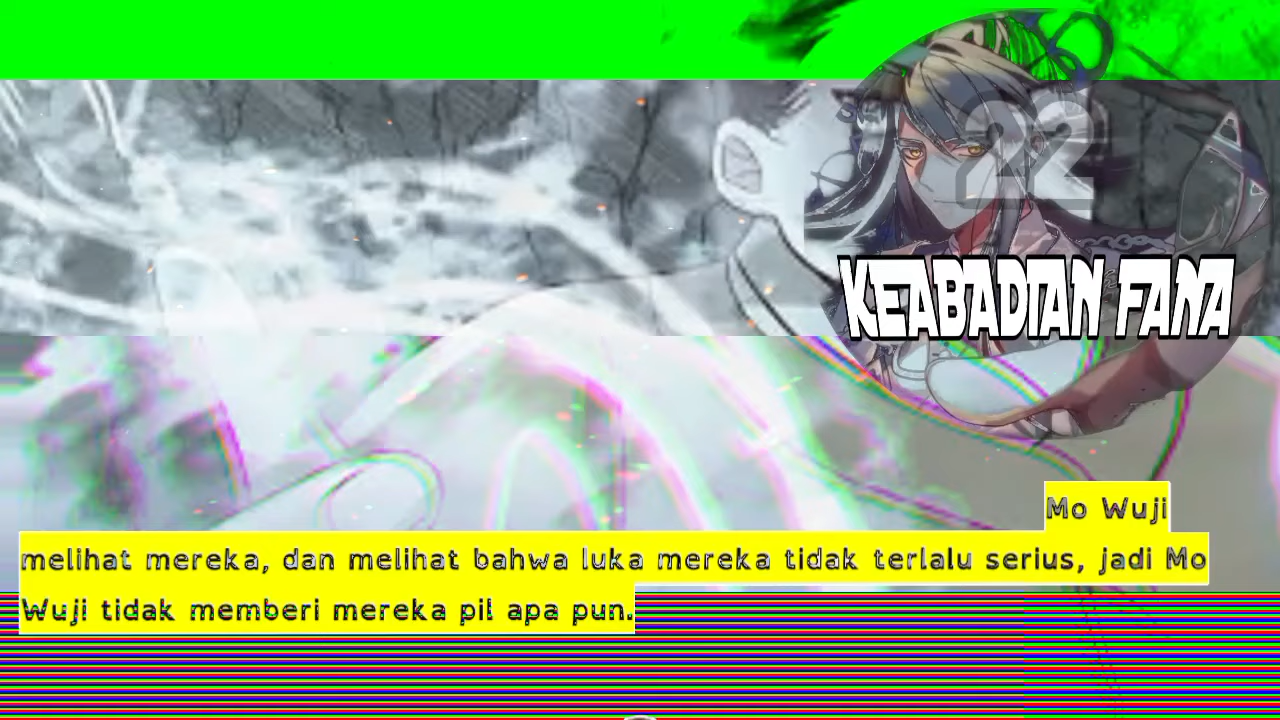 22
KEABADIAN FANA
Mo Wuji
melihat mereka, dan melihat bahwa luka mereka tidak terlalu serius, jadi Mo
Wuji tidak memberi mereka pil apa pun.